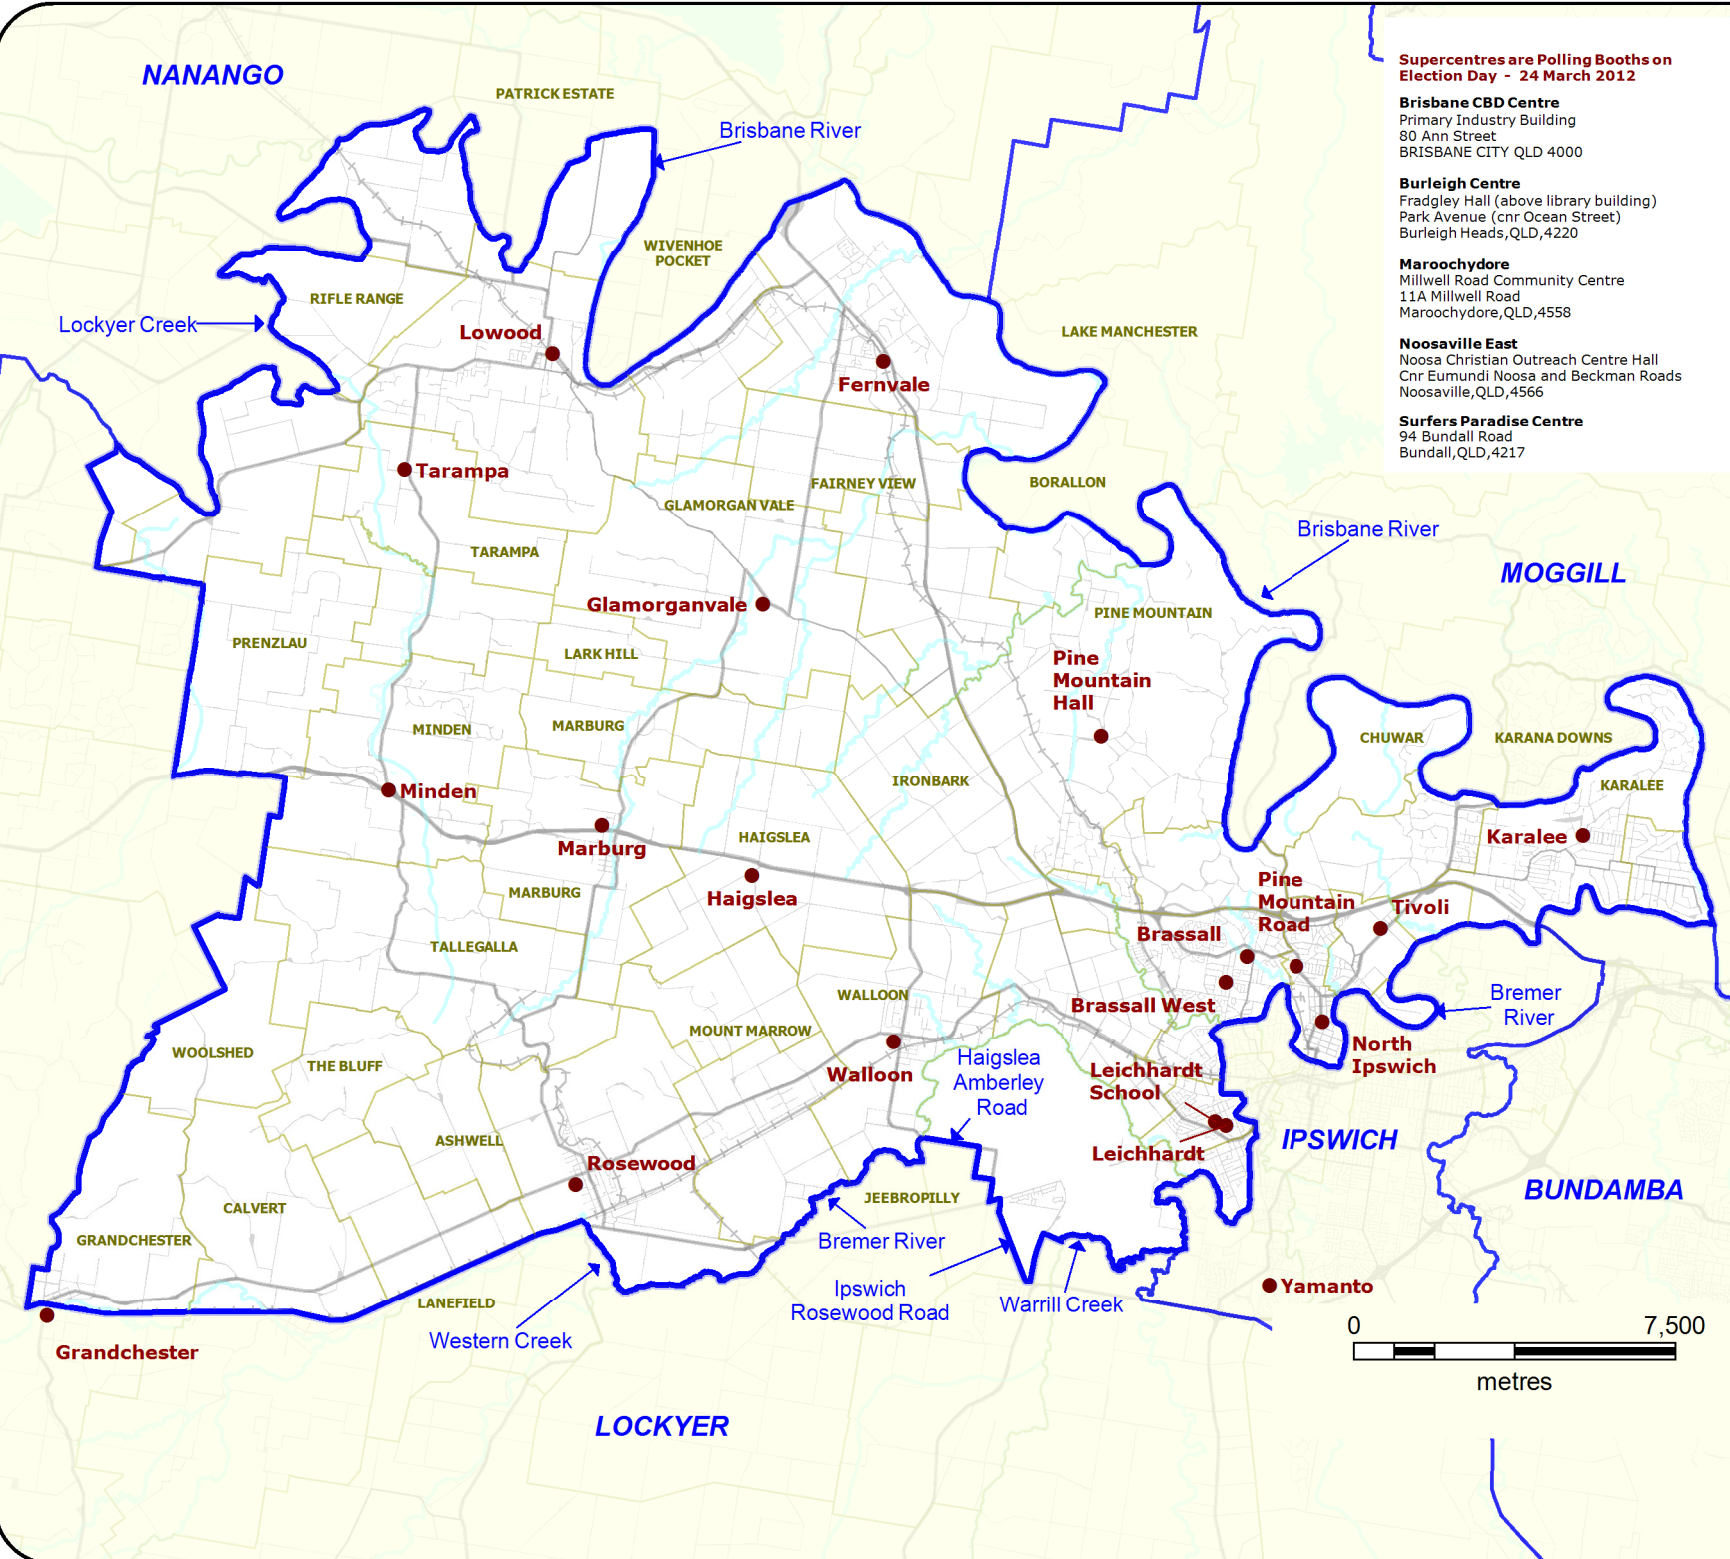 NANANGO
PATRICK ESTATE
Brisbane River
WIVENHOE
POCKET
RIFLE RANGE
Lockyer Creek
Lowood
Fernvale
LAKE MANCHESTER
Supercentres are Polling Booths on
Election Day - 24 March 2012
Brisbane CBD Centre
Primary Industry Building
80 Ann Street
BRISBANE CITY QLD 4000
Burleigh Centre
Fradgley Hall (above library building)
Park Avenue (cnr Ocean Street)
Burleigh Heads,QLD,4220
Maroochydore
Millwell Road Community Centre
11A Millwell Road
Maroochydore,QLD,4558
Noosaville East
Noosa Christian Outreach Centre Hall
Cnr Eumundi Noosa and Beckman Roads
Noosaville,QLD,4566
Surfers Paradise Centre
94 Bundall Road
Bundall,QLD,4217
Tarampa
GLAMORGAN VALE
FAIRNEY VIEW
BORALLON
Brisbane River
TARAMPA
MOGGILL
Glamorganvale
PINE MOUNTAIN
PRENZLAU
LARK HILL
Pine
Mountain
Hall
MINDEN
MARBURG
CHUWAR
KARANA DOWNS
IRONBARK
KARALEE
Minden
Marburg
HAIGSLEA
Karalee
MARBURG
Haigslea
Pine
Mountain
Road
Tivoli
Brassall
TALLEGALLA
WALLOON
Brassall West
Bremer
River
MOUNT MARROW
WOOLSHED
THE BLUFF
Walloon
Haigslea
Amberley
Road
Leichhardt
School
North
Ipswich
ASHWELL
Rosewood
Leichhardt
IPSWICH
BUNDAMBA
CALVERT
JEEBROPILLY
GRANDCHESTER
Bremer River
Ipswich
Rosewood Road
Warrill Creek
Yamanto
LANEFIELD
Western Creek
Grandchester
0 7,500
metres
LOCKYER